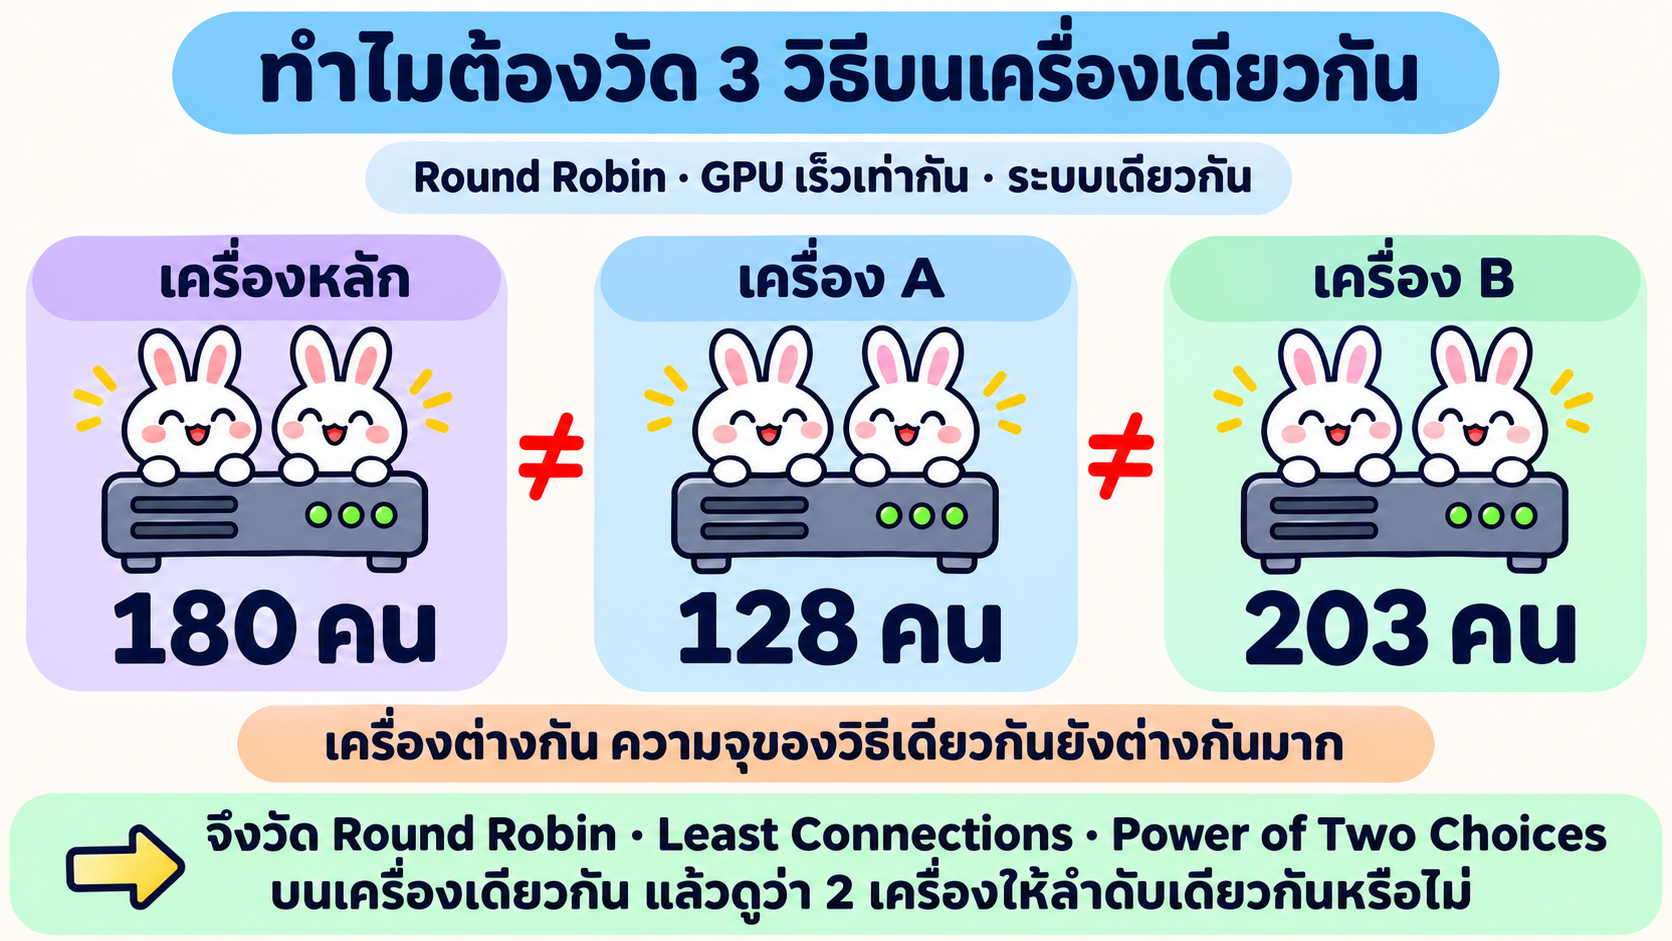 ทำไมต้องวัด 3 วิธีบนเครื่องเดียวกัน
Round Robin · GPU เร็วเท่ากัน · ระบบเดียวกัน
เครื่องหลัก
180 คน
≠
เครื่อง A
128 คน
≠
เครื่อง B
203 คน
เครื่องต่างกัน ความจุของวิธีเดียวกันยังต่างกันมาก
จึงวัด Round Robin · Least Connections · Power of Two Choices
บนเครื่องเดียวกัน แล้วดูว่า 2 เครื่องให้ลำดับเดียวกันหรือไม่